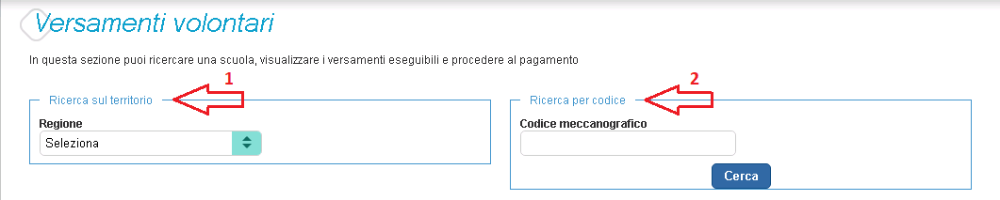 Versamenti volontari
In questa sezione puoi ricercare una scuola, visualizzare i versamenti eseguibili e procedere al pagamento
1
2
Ricerca sul territorio
Ricerca per codice
Regione
Codice meccanografico
Seleziona
Cerca